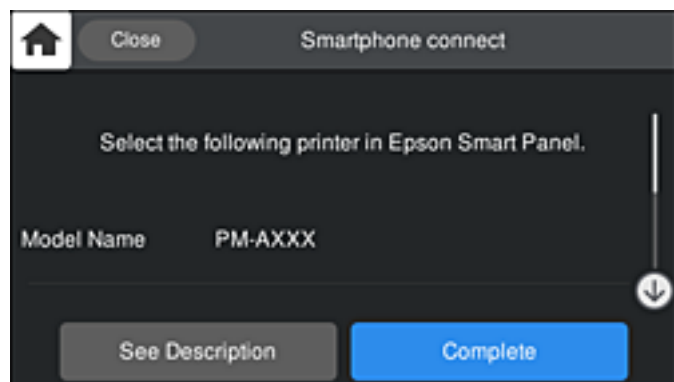 Close
Smartphone connect
Select the following printer in Epson Smart Panel.
Model Name PM-AXXX
See Description
Complete